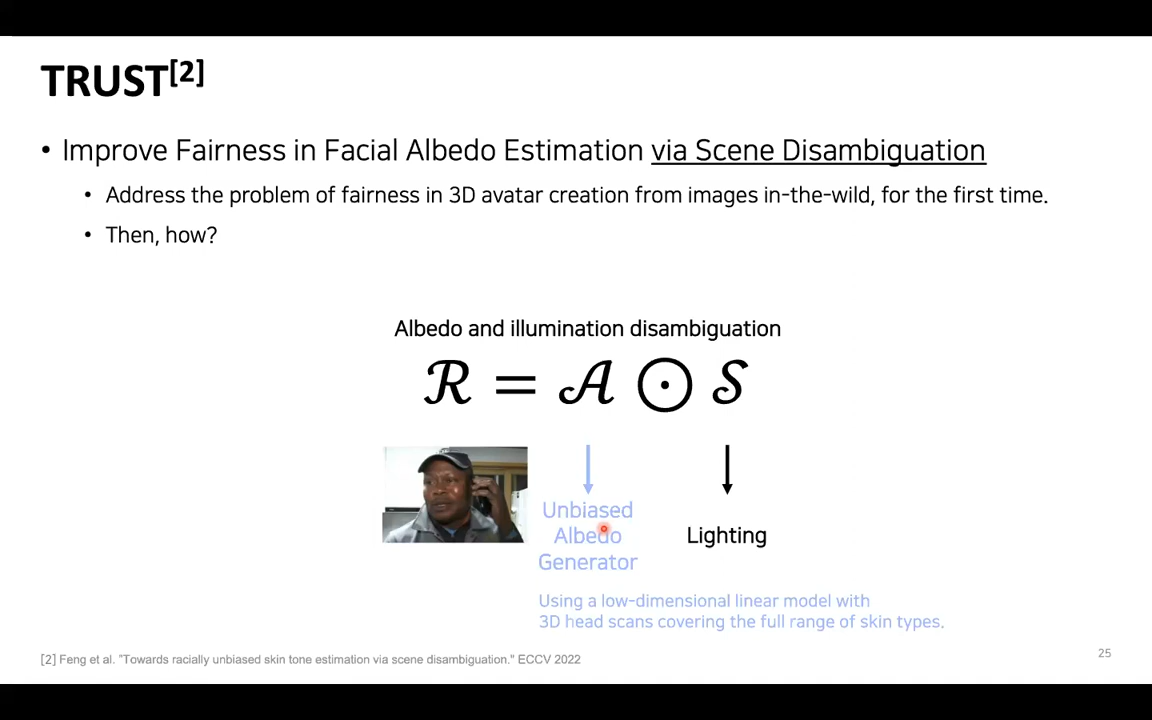 TRUST[2]
• Improve Fairness in Facial Albedo Estimation via Scene Disambiguation
• Address the problem of fairness in 3D avatar creation from images in-the-wild, for the first time.
• Then, how?
Albedo and illumination disambiguation
ℛ = 𝒜 ⊙ 𝒮
Unbiased
Albedo
Generator
Lighting
Using a low-dimensional linear model with
3D head scans covering the full range of skin types.
[2] Feng et al. "Towards racially unbiased skin tone estimation via scene disambiguation." ECCV 2022
25